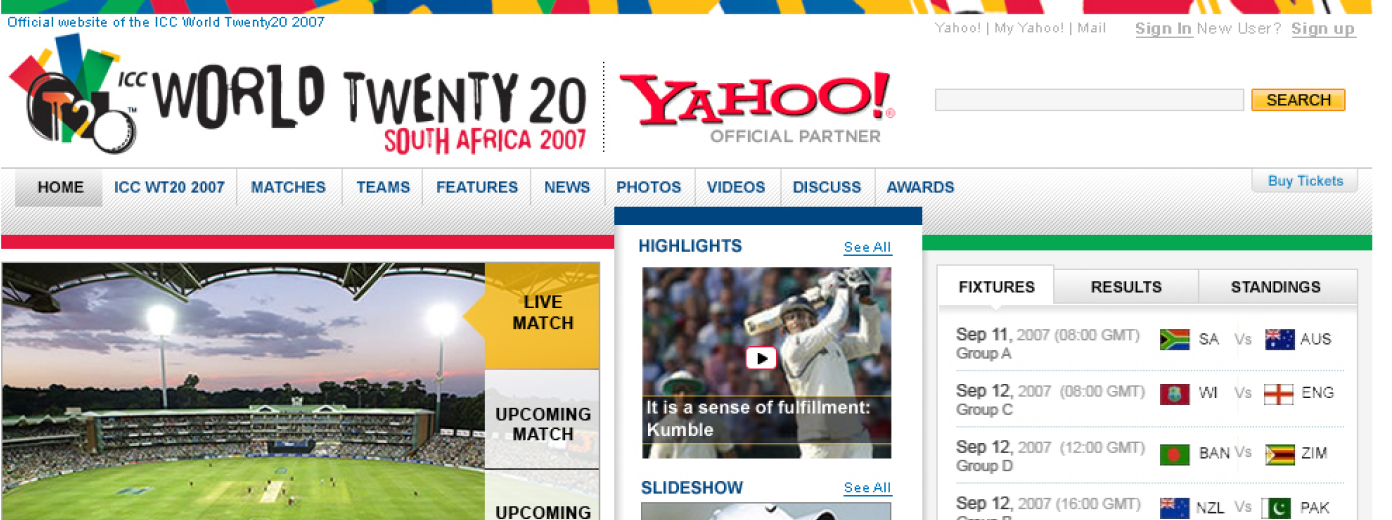 Official website of the ICC World Twenty20 2007
Yahoo! | My Yahoo! | Mail Sign In New User? Sign up
T20 TM
ICC WORLD TWENTY 20
SOUTH AFRICA 2007
YAHOO!®
OFFICIAL PARTNER
SEARCH
HOME ICC WT20 2007 MATCHES TEAMS FEATURES NEWS PHOTOS VIDEOS DISCUSS AWARDS
Buy Tickets
LIVE
MATCH
UPCOMING
MATCH
UPCOMING
HIGHLIGHTS See All
It is a sense of fulfillment:
Kumble
SLIDESHOW See All
FIXTURES RESULTS STANDINGS
Sep 11, 2007 (08:00 GMT) SA Vs AUS
Group A
Sep 12, 2007 (08:00 GMT) WI Vs ENG
Group C
Sep 12, 2007 (12:00 GMT) BAN Vs ZIM
Group D
Sep 12, 2007 (16:00 GMT) NZL Vs PAK